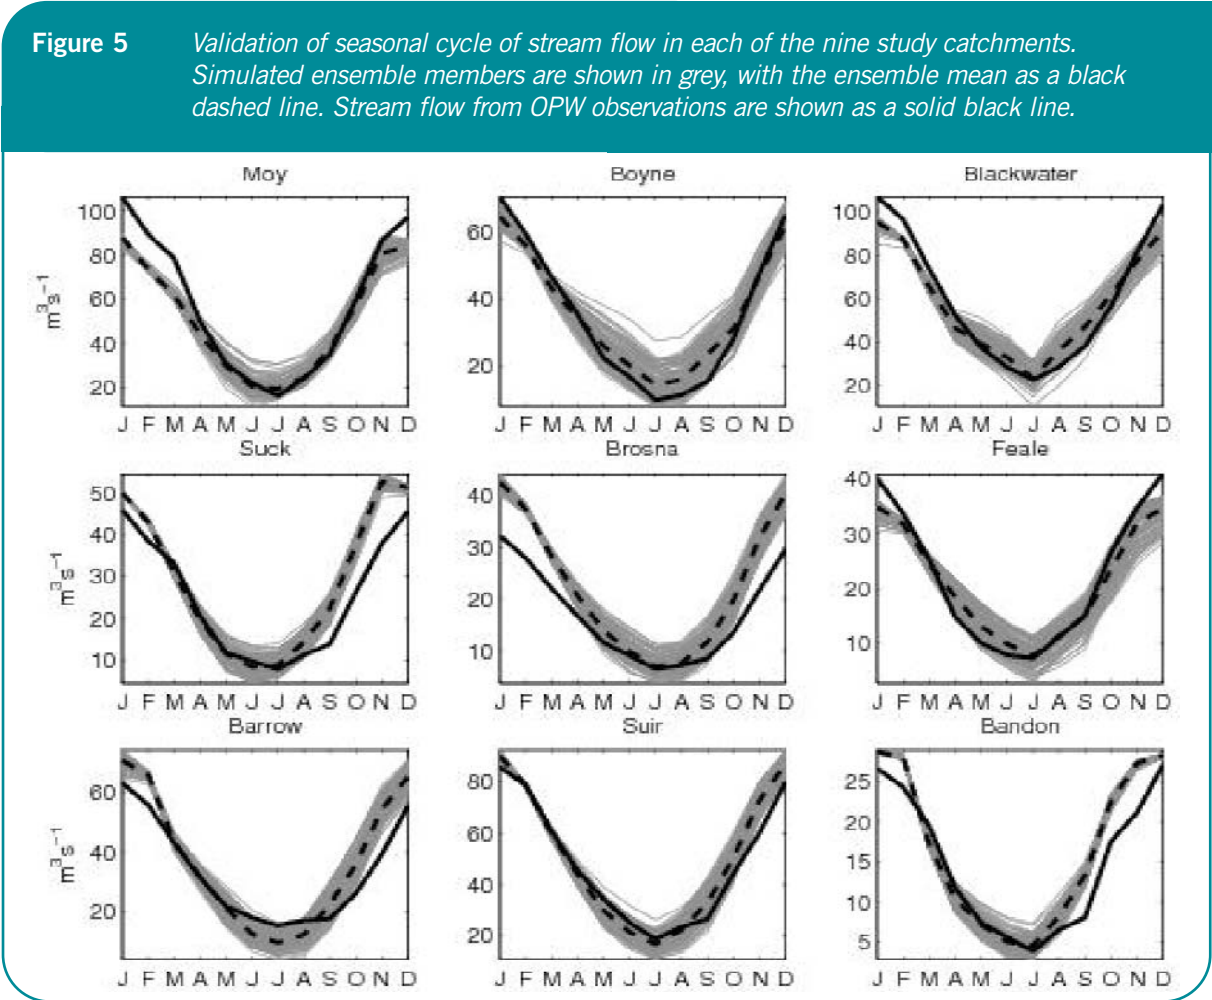 Figure 5
Validation of seasonal cycle of stream flow in each of the nine study catchments.
Simulated ensemble members are shown in grey, with the ensemble mean as a black
dashed line. Stream flow from OPW observations are shown as a solid black line.
Moy
m³s⁻¹
100
80
60
40
20
J F M A M J J A S O N D
Boyne
60
40
20
J F M A M J J A S O N D
Blackwater
100
80
60
40
20
J F M A M J J A S O N D
Suck
m³s⁻¹
50
40
30
20
10
J F M A M J J A S O N D
Brosna
40
30
20
10
J F M A M J J A S O N D
Feale
40
30
20
10
J F M A M J J A S O N D
Barrow
m³s⁻¹
60
40
20
J F M A M J J A S O N D
Suir
80
60
40
20
J F M A M J J A S O N D
Bandon
25
20
15
10
5
J F M A M J J A S O N D